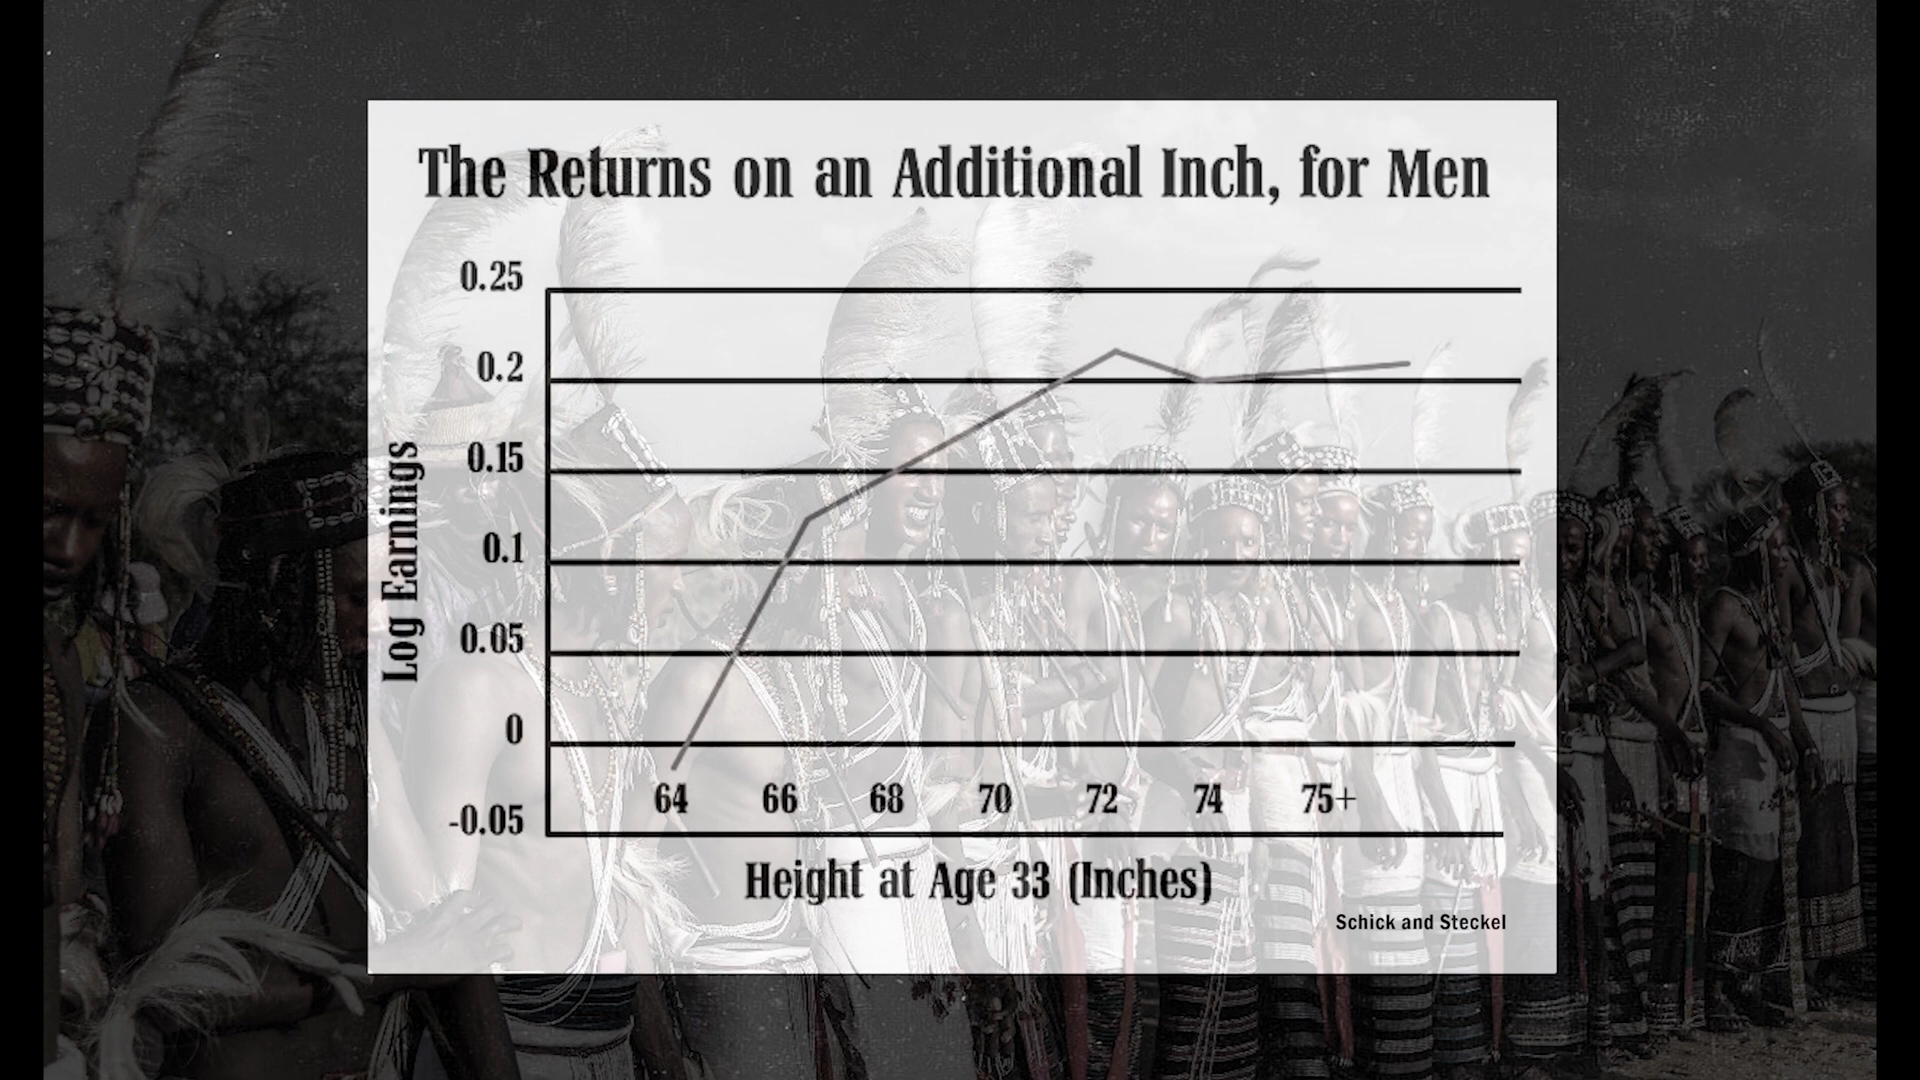 The Returns on an Additional Inch, for Men
0.25
0.2
0.15
0.1
0.05
0
-0.05
Log Earnings
64 66 68 70 72 74 75+
Height at Age 33 (Inches)
Schick and Steckel